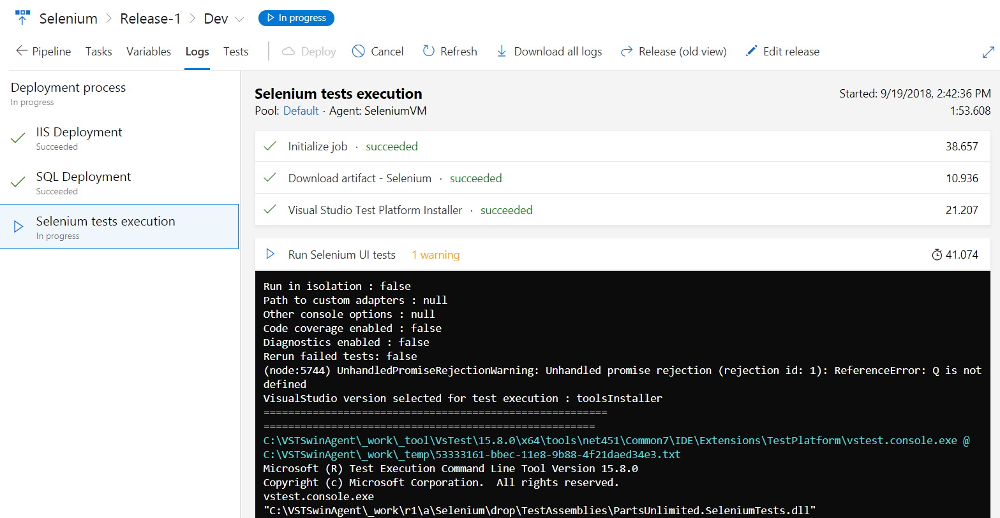 Selenium > Release-1 > Dev In progress
Pipeline Tasks Variables Logs Tests Deploy Cancel Refresh Download all logs Release (old view) Edit release
Deployment process
In progress
IIS Deployment
Succeeded
SQL Deployment
Succeeded
Selenium tests execution
In progress
Selenium tests execution
Started: 9/19/2018, 2:42:36 PM
Pool: Default · Agent: SeleniumVM
1:53.608
Initialize job · succeeded 38.657
Download artifact - Selenium · succeeded 10.936
Visual Studio Test Platform Installer · succeeded 21.207
Run Selenium UI tests 1 warning 41.074
Run in isolation : false
Path to custom adapters : null
Other console options : null
Code coverage enabled : false
Diagnostics enabled : false
Rerun failed tests: false
(node:5744) UnhandledPromiseRejectionWarning: Unhandled promise rejection (rejection id: 1): ReferenceError: Q is not
defined
VisualStudio version selected for test execution : toolsInstaller
========================================================
======================================================
C:\VSTSwinAgent\_work\_tool\VsTest\15.8.0\x64\tools\net451\Common7\IDE\Extensions\TestPlatform\vstest.console.exe @
C:\VSTSwinAgent\_work\_temp\53333161-bbec-11e8-9b88-4f21daed34e3.txt
Microsoft (R) Test Execution Command Line Tool Version 15.8.0
Copyright (c) Microsoft Corporation.  All rights reserved.
vstest.console.exe
"C:\VSTSwinAgent\_work\r1\a\Selenium\drop\TestAssemblies\PartsUnlimited.SeleniumTests.dll"